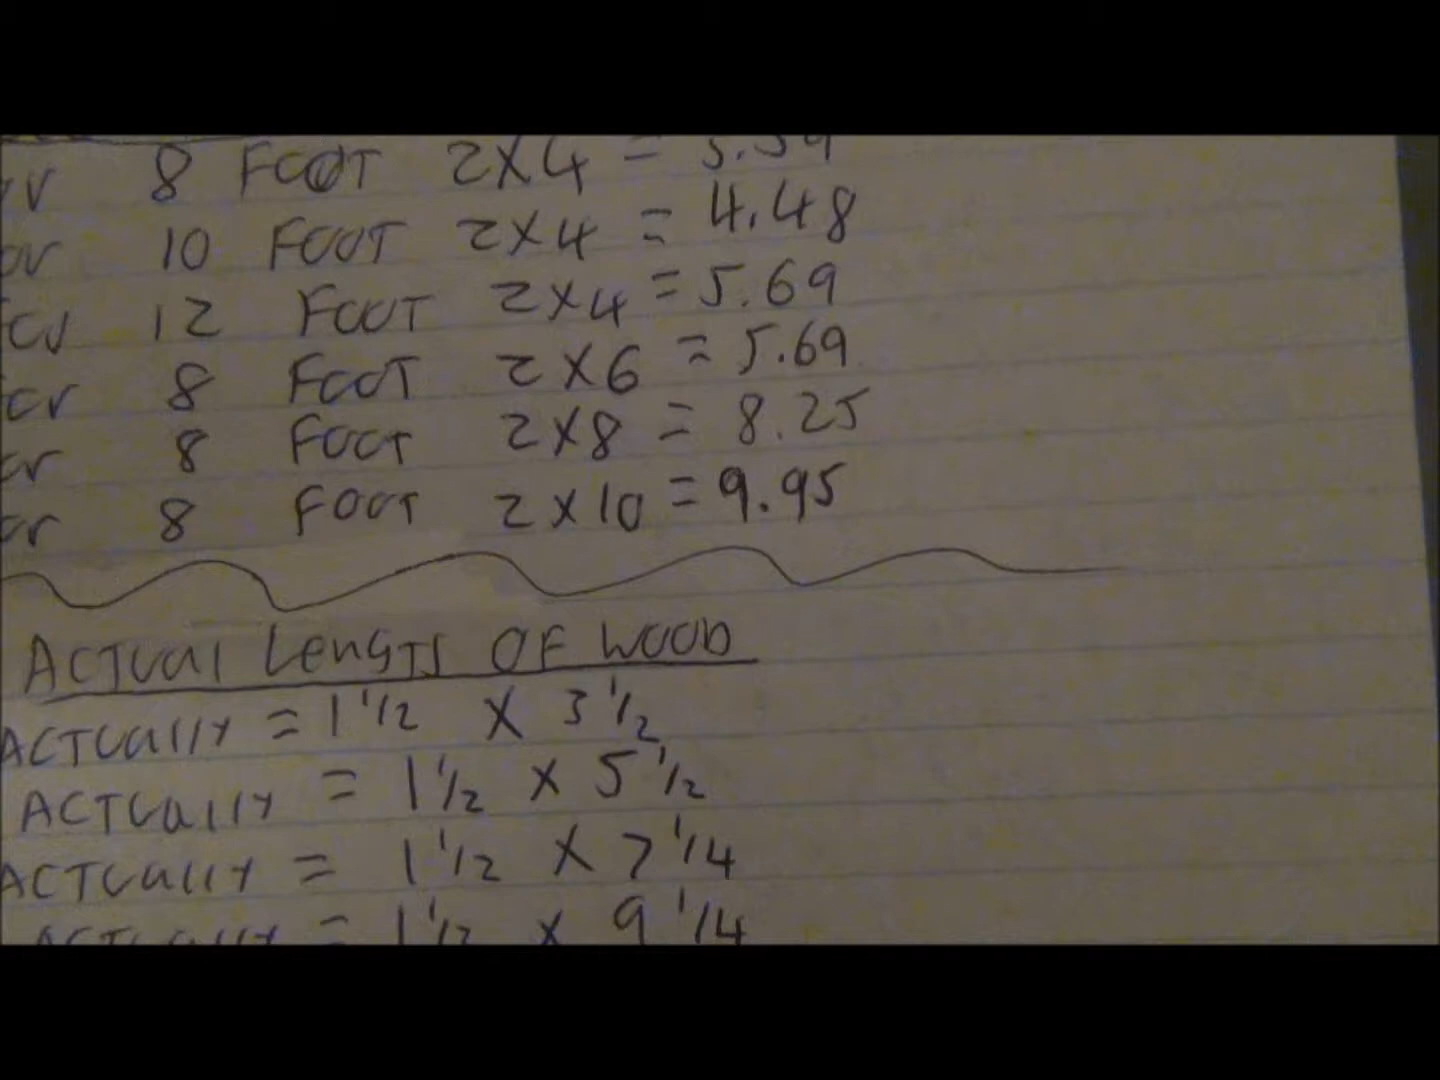 8 FOOT 2X4 =
10 FOOT 2X4 = 4.48
12 FOOT 2X4 = 5.69
8 FOOT 2X6 = 5.69
8 FOOT 2X8 = 8.25
8 FOOT 2X10 = 9.95
ACTUAl LengTS OF WOOD
ACTUAllY = 1 1/2 X 3 1/2
ACTUAllY = 1 1/2 X 5 1/2
ACTUAllY = 1 1/2 X 7 1/4
ACTUAllY = 1 1/2 X 9 1/4